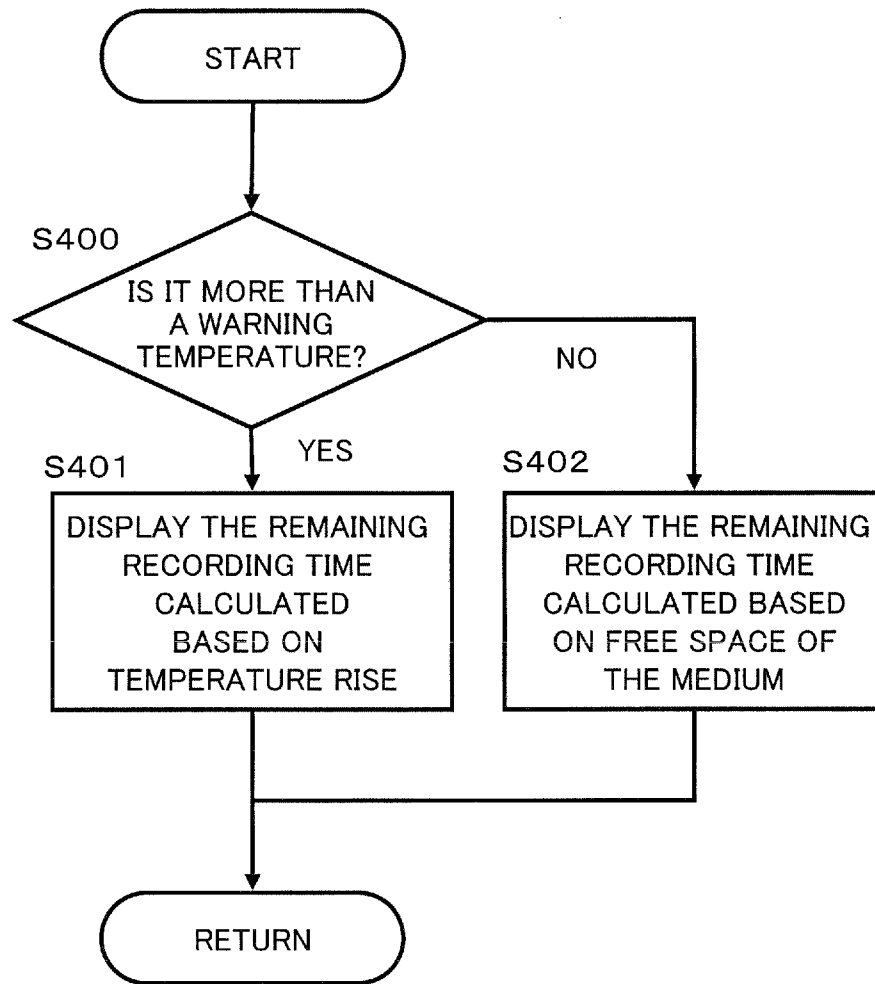 START
S400
IS IT MORE THAN
A WARNING
TEMPERATURE?
NO
YES
S401
DISPLAY THE REMAINING
RECORDING TIME
CALCULATED
BASED ON
TEMPERATURE RISE
S402
DISPLAY THE REMAINING
RECORDING TIME
CALCULATED BASED
ON FREE SPACE OF
THE MEDIUM
RETURN